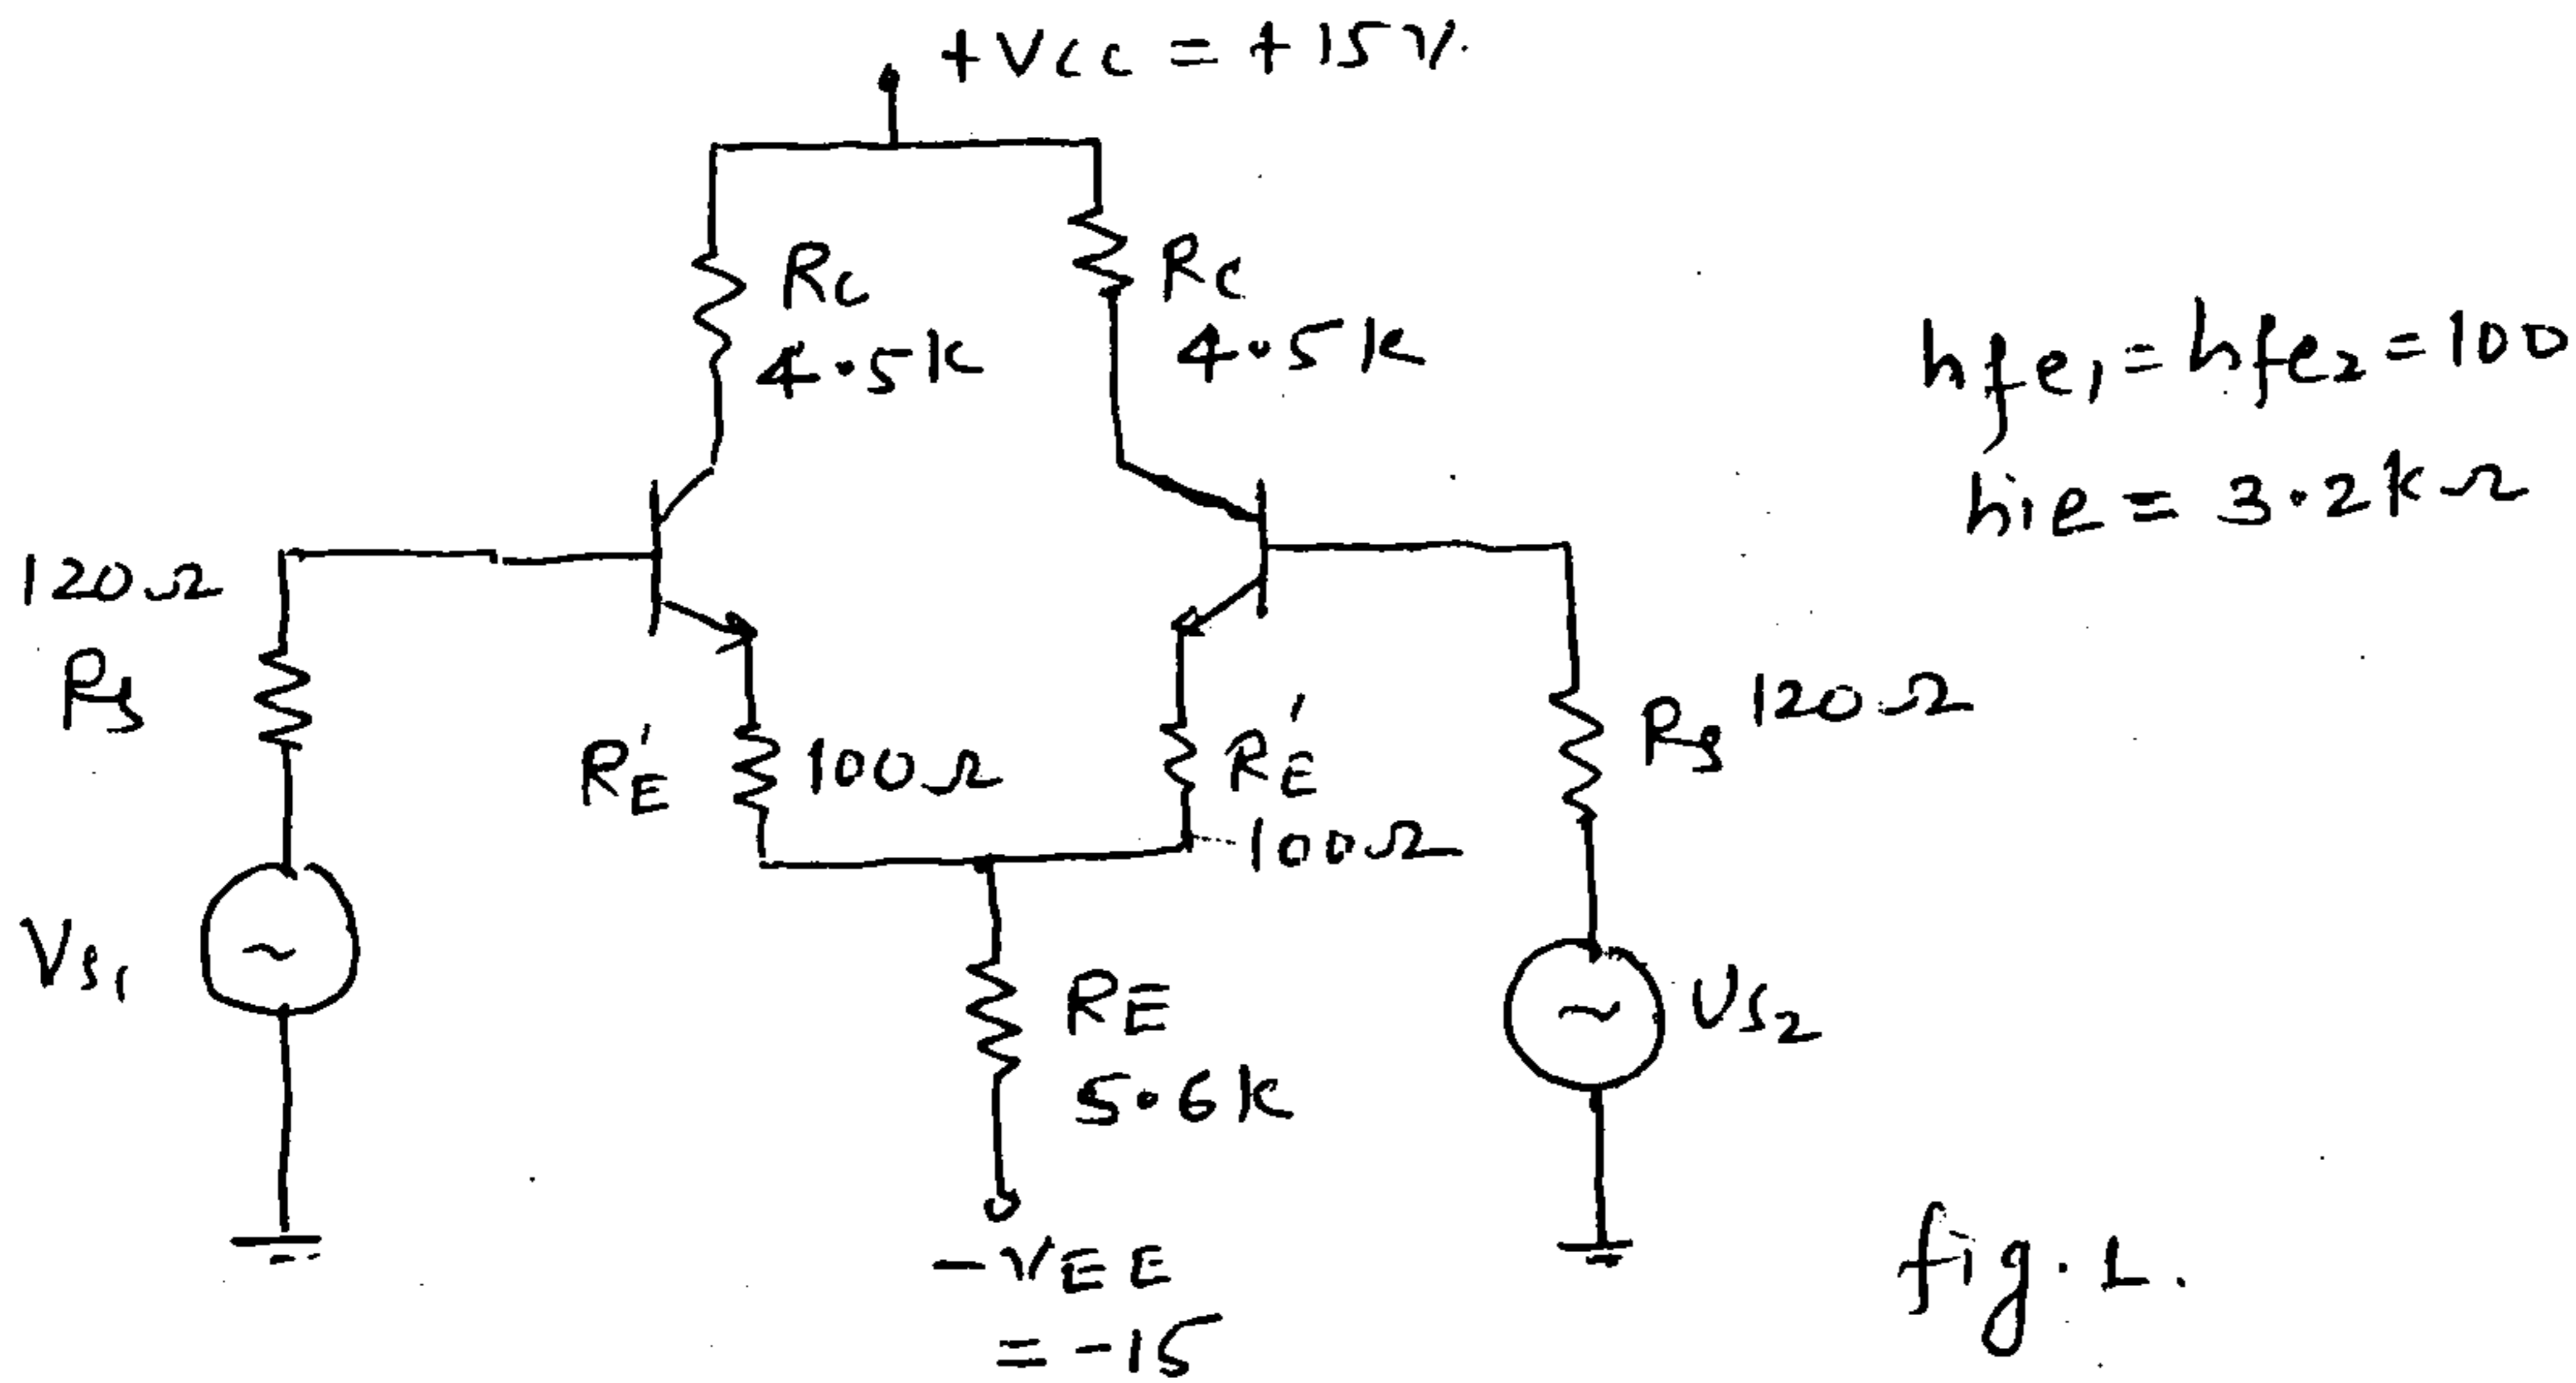 +VCC = +15V.
RC
4.5K
RC
4.5K
hfe1 = hfe2 = 100
hie = 3.2KΩ
120Ω
RS
R'E
100Ω
R'E
100Ω
RS 120Ω
VS1
RE
5.6K
VS2
-VEE
= -15
fig. 1.